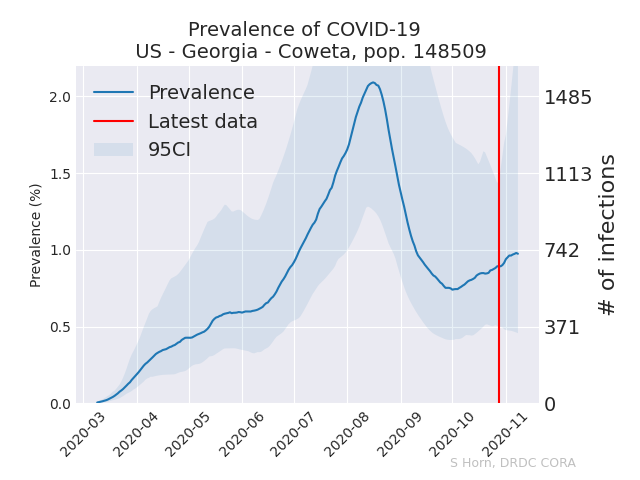 Prevalence of COVID-19
US - Georgia - Coweta, pop. 148509
Prevalence
Latest data
95CI
Prevalence (%)
2.0
1.5
1.0
0.5
0.0
1485
1113
742
371
0
# of infections
2020-03
2020-04
2020-05
2020-06
2020-07
2020-08
2020-09
2020-10
2020-11
S Horn, DRDC CORA